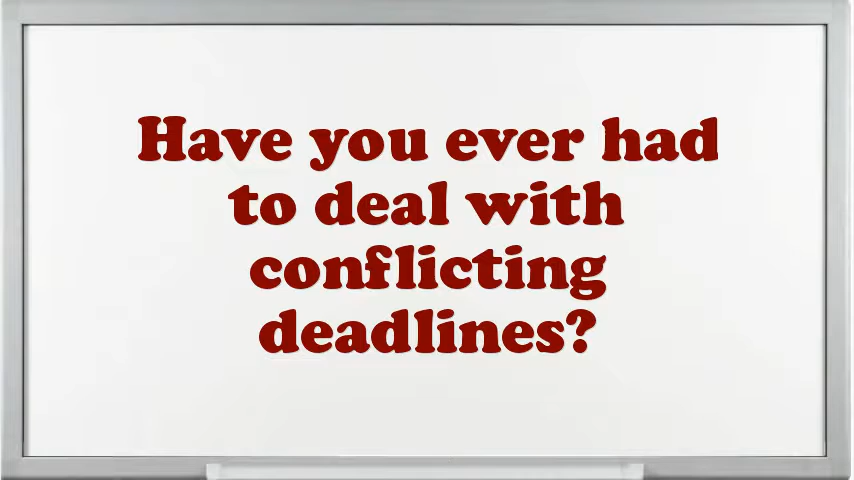 Have you ever had
to deal with
conflicting
deadlines?